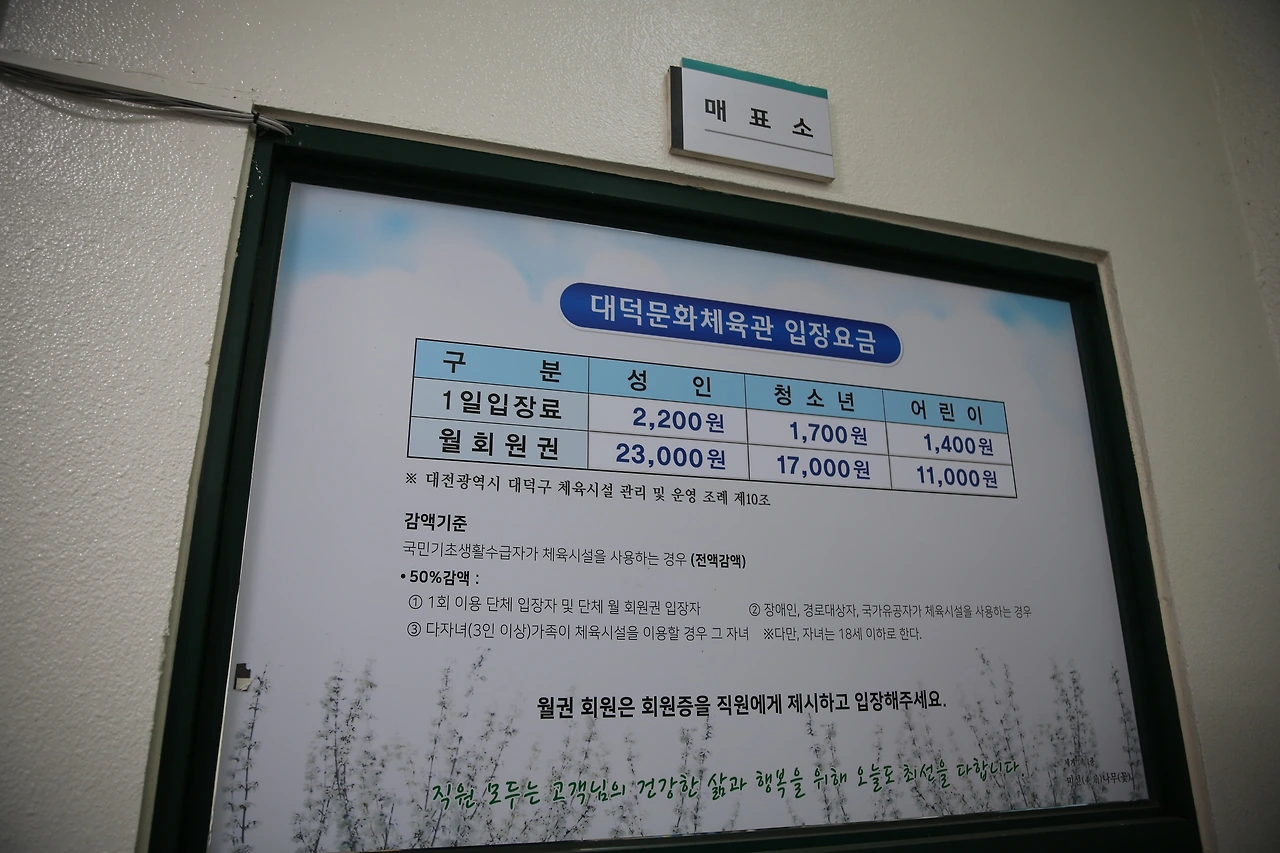 매 표 소
대덕문화체육관 입장요금
구 분 성 인 청 소 년 어 린 이
1일입장료 2,200원 1,700원 1,400원
월 회 원 권 23,000원 17,000원 11,000원
※ 대전광역시 대덕구 체육시설 관리 및 운영 조례 제10조
감액기준
국민기초생활수급자가 체육시설을 사용하는 경우 (전액감액)
• 50%감액 :
① 1회 이용 단체 입장자 및 단체 월 회원권 입장자 ② 장애인, 경로대상자, 국가유공자가 체육시설을 사용하는 경우
③ 다자녀(3인 이상)가족이 체육시설을 이용할 경우 그 자녀 ※다만, 자녀는 18세 이하로 한다.
월권 회원은 회원증을 직원에게 제시하고 입장해주세요.
직원 모두는 고객님의 건강한 삶과 행복을 위해 오늘도 최선을 다합니다.